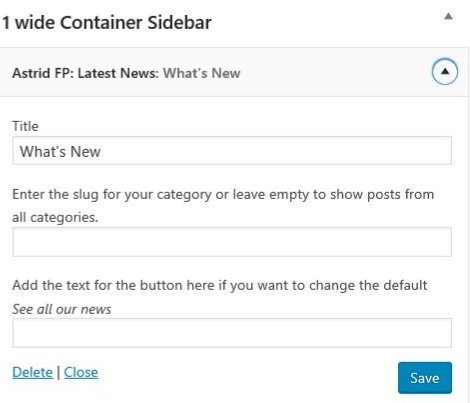 1 wide Container Sidebar
Astrid FP: Latest News: What's New
Title
What's New
Enter the slug for your category or leave empty to show posts from
all categories.
Add the text for the button here if you want to change the default
See all our news
Delete | Close
Save